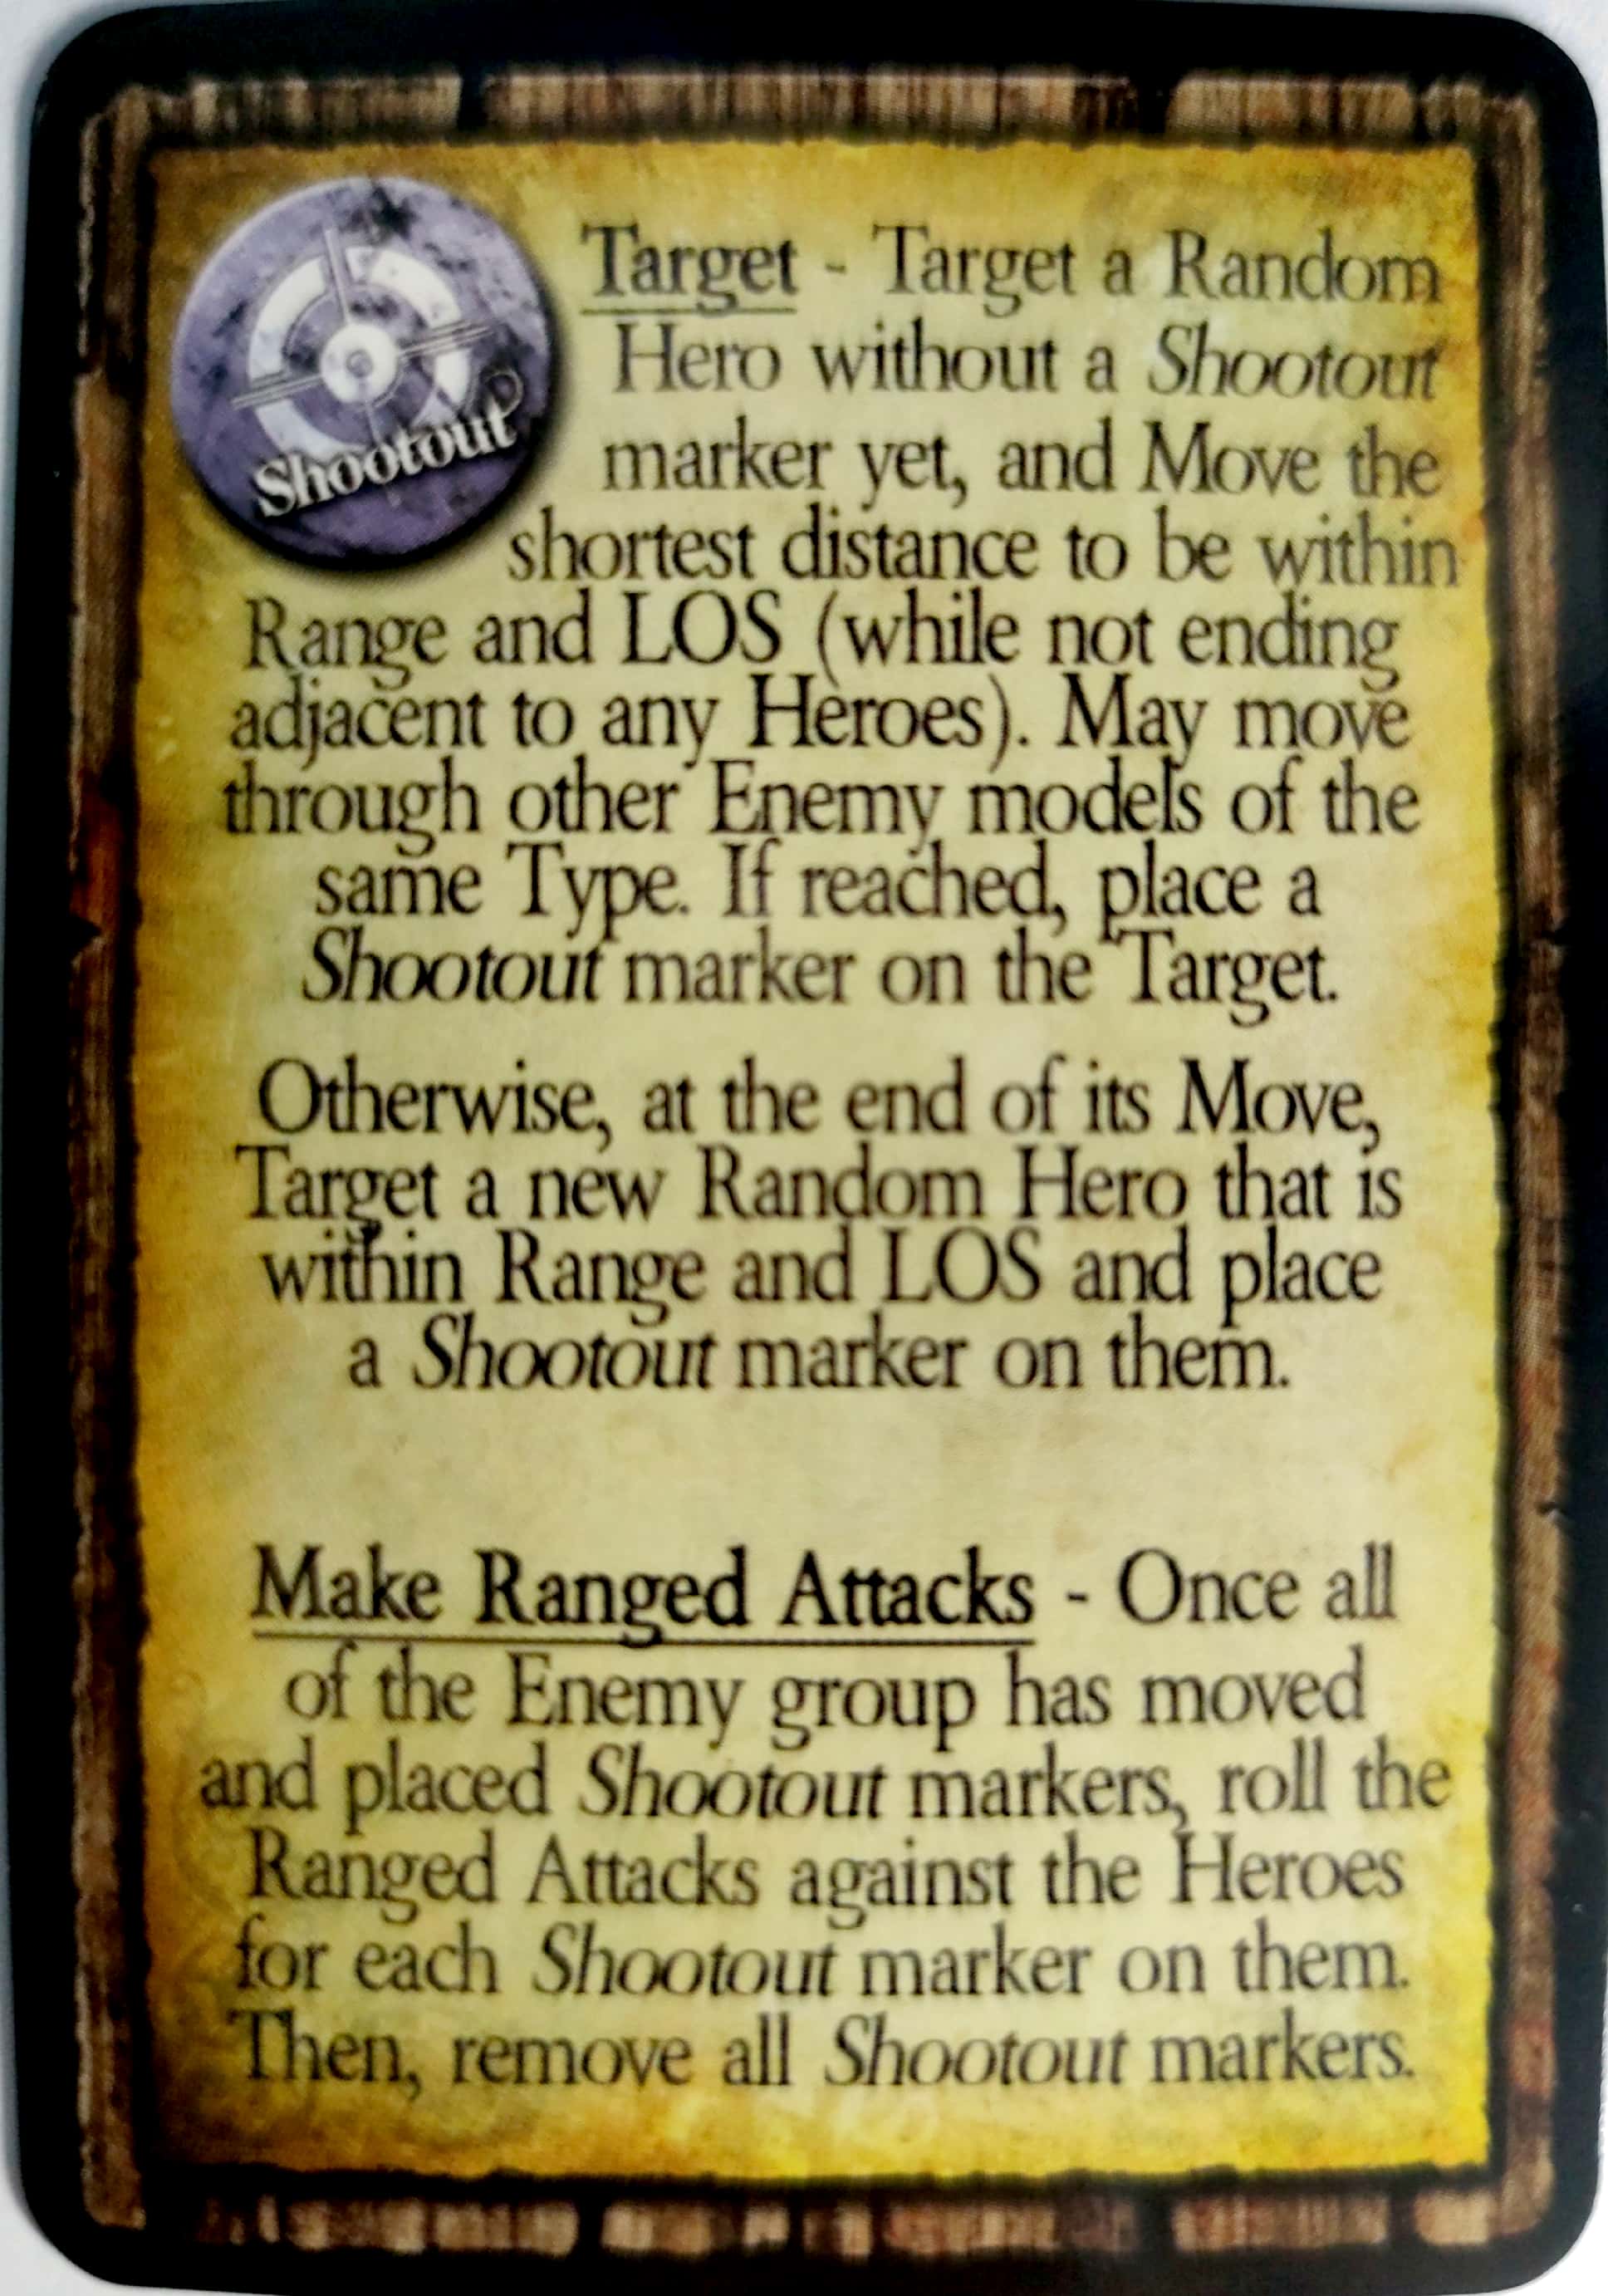 Shootout
Target - Target a Random
Hero without a Shootout
marker yet, and Move the
shortest distance to be within
Range and LOS (while not ending
adjacent to any Heroes). May move
through other Enemy models of the
same Type. If reached, place a
Shootout marker on the Target.
Otherwise, at the end of its Move,
Target a new Random Hero that is
within Range and LOS and place
a Shootout marker on them.
Make Ranged Attacks - Once all
of the Enemy group has moved
and placed Shootout markers, roll the
Ranged Attacks against the Heroes
for each Shootout marker on them.
Then, remove all Shootout markers.